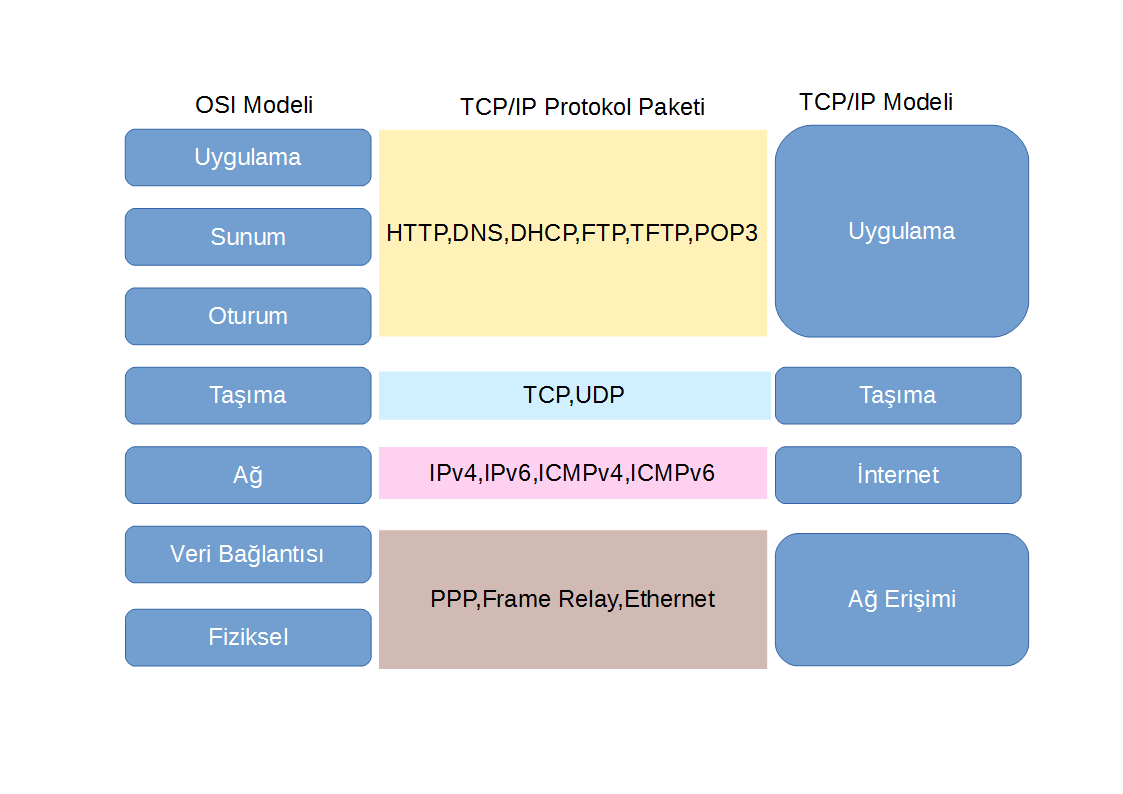 OSI Modeli
TCP/IP Protokol Paketi
TCP/IP Modeli
Uygulama
Sunum
Oturum
HTTP,DNS,DHCP,FTP,TFTP,POP3
Uygulama
Taşıma
TCP,UDP
Taşıma
Ağ
IPv4,IPv6,ICMPv4,ICMPv6
İnternet
Veri Bağlantısı
Fiziksel
PPP,Frame Relay,Ethernet
Ağ Erişimi